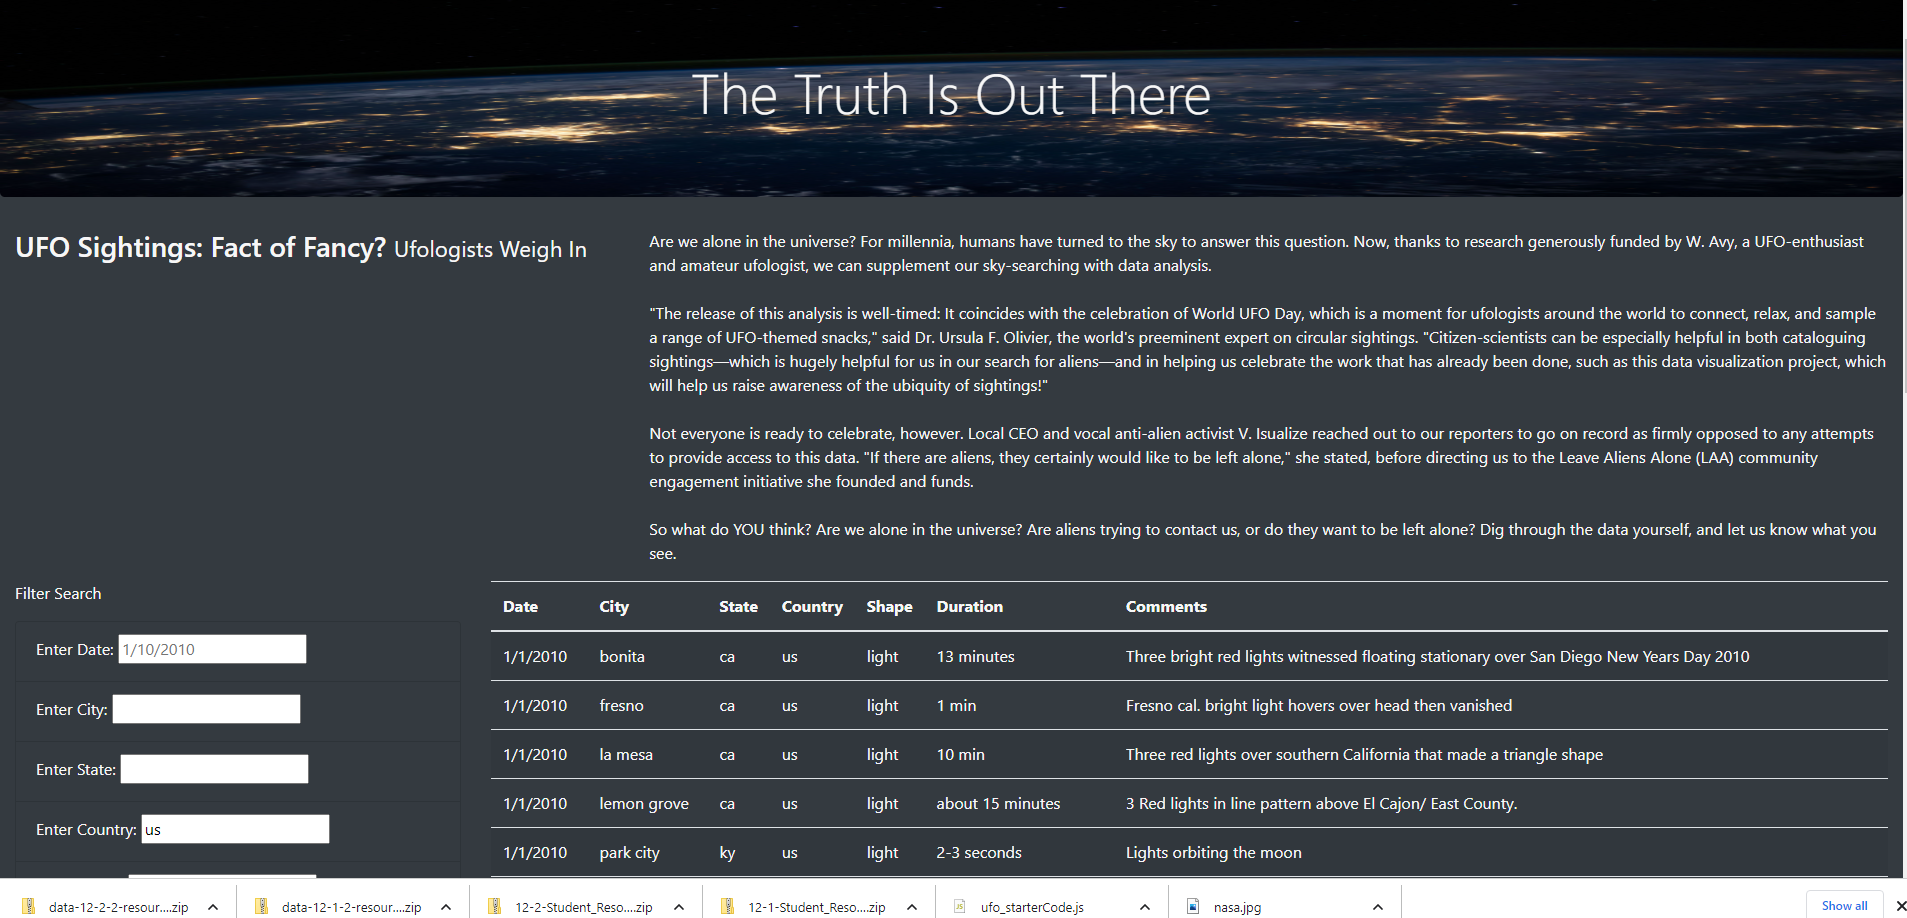 The Truth Is Out There
UFO Sightings: Fact of Fancy? Ufologists Weigh In
Are we alone in the universe? For millennia, humans have turned to the sky to answer this question. Now, thanks to research generously funded by W. Avy, a UFO-enthusiast
and amateur ufologist, we can supplement our sky-searching with data analysis.
"The release of this analysis is well-timed: It coincides with the celebration of World UFO Day, which is a moment for ufologists around the world to connect, relax, and sample
a range of UFO-themed snacks," said Dr. Ursula F. Olivier, the world's preeminent expert on circular sightings. "Citizen-scientists can be especially helpful in both cataloguing
sightings—which is hugely helpful for us in our search for aliens—and in helping us celebrate the work that has already been done, such as this data visualization project, which
will help us raise awareness of the ubiquity of sightings!"
Not everyone is ready to celebrate, however. Local CEO and vocal anti-alien activist V. Isualize reached out to our reporters to go on record as firmly opposed to any attempts
to provide access to this data. "If there are aliens, they certainly would like to be left alone," she stated, before directing us to the Leave Aliens Alone (LAA) community
engagement initiative she founded and funds.
So what do YOU think? Are we alone in the universe? Are aliens trying to contact us, or do they want to be left alone? Dig through the data yourself, and let us know what you
see.
Filter Search
Enter Date: 1/10/2010
Enter City:
Enter State:
Enter Country: us
Date City State Country Shape Duration Comments
1/1/2010 bonita ca us light 13 minutes Three bright red lights witnessed floating stationary over San Diego New Years Day 2010
1/1/2010 fresno ca us light 1 min Fresno cal. bright light hovers over head then vanished
1/1/2010 la mesa ca us light 10 min Three red lights over southern California that made a triangle shape
1/1/2010 lemon grove ca us light about 15 minutes 3 Red lights in line pattern above El Cajon/ East County.
1/1/2010 park city ky us light 2-3 seconds Lights orbiting the moon
data-12-2-2-resour....zip data-12-1-2-resour....zip 12-2-Student_Reso....zip 12-1-Student_Reso....zip ufo_starterCode.js nasa.jpg Show all